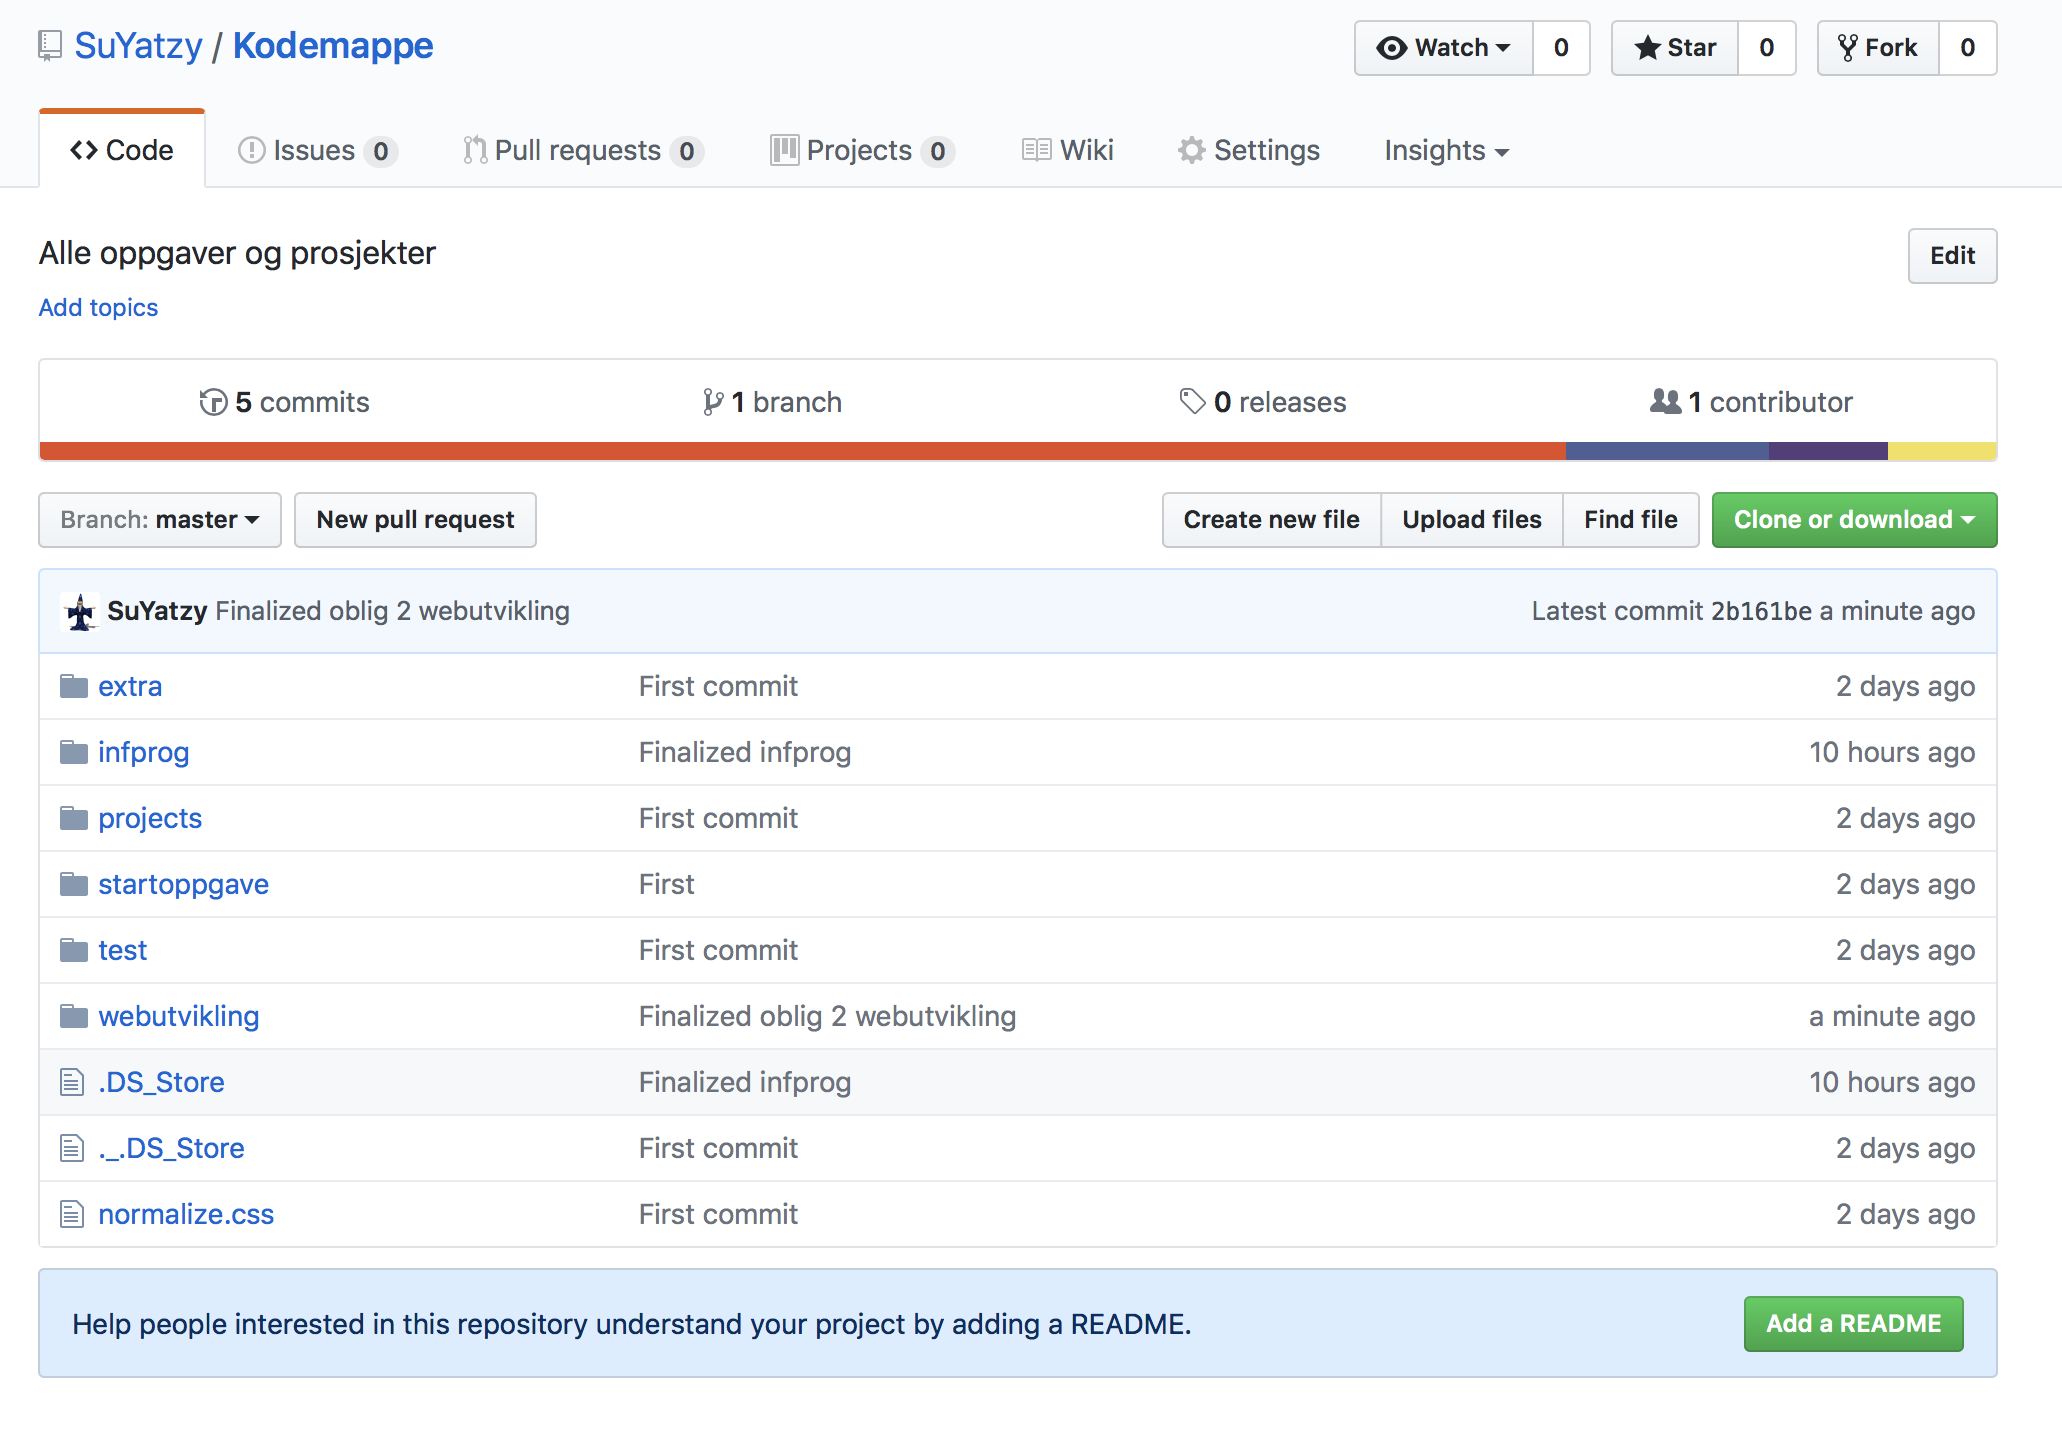 SuYatzy / Kodemappe
Watch 0 Star 0 Fork 0
Code Issues 0 Pull requests 0 Projects 0 Wiki Settings Insights
Alle oppgaver og prosjekter
Edit
Add topics
5 commits 1 branch 0 releases 1 contributor
Branch: master New pull request Create new file Upload files Find file Clone or download
SuYatzy Finalized oblig 2 webutvikling Latest commit 2b161be a minute ago
extra First commit 2 days ago
infprog Finalized infprog 10 hours ago
projects First commit 2 days ago
startoppgave First 2 days ago
test First commit 2 days ago
webutvikling Finalized oblig 2 webutvikling a minute ago
.DS_Store Finalized infprog 10 hours ago
._.DS_Store First commit 2 days ago
normalize.css First commit 2 days ago
Help people interested in this repository understand your project by adding a README. Add a README